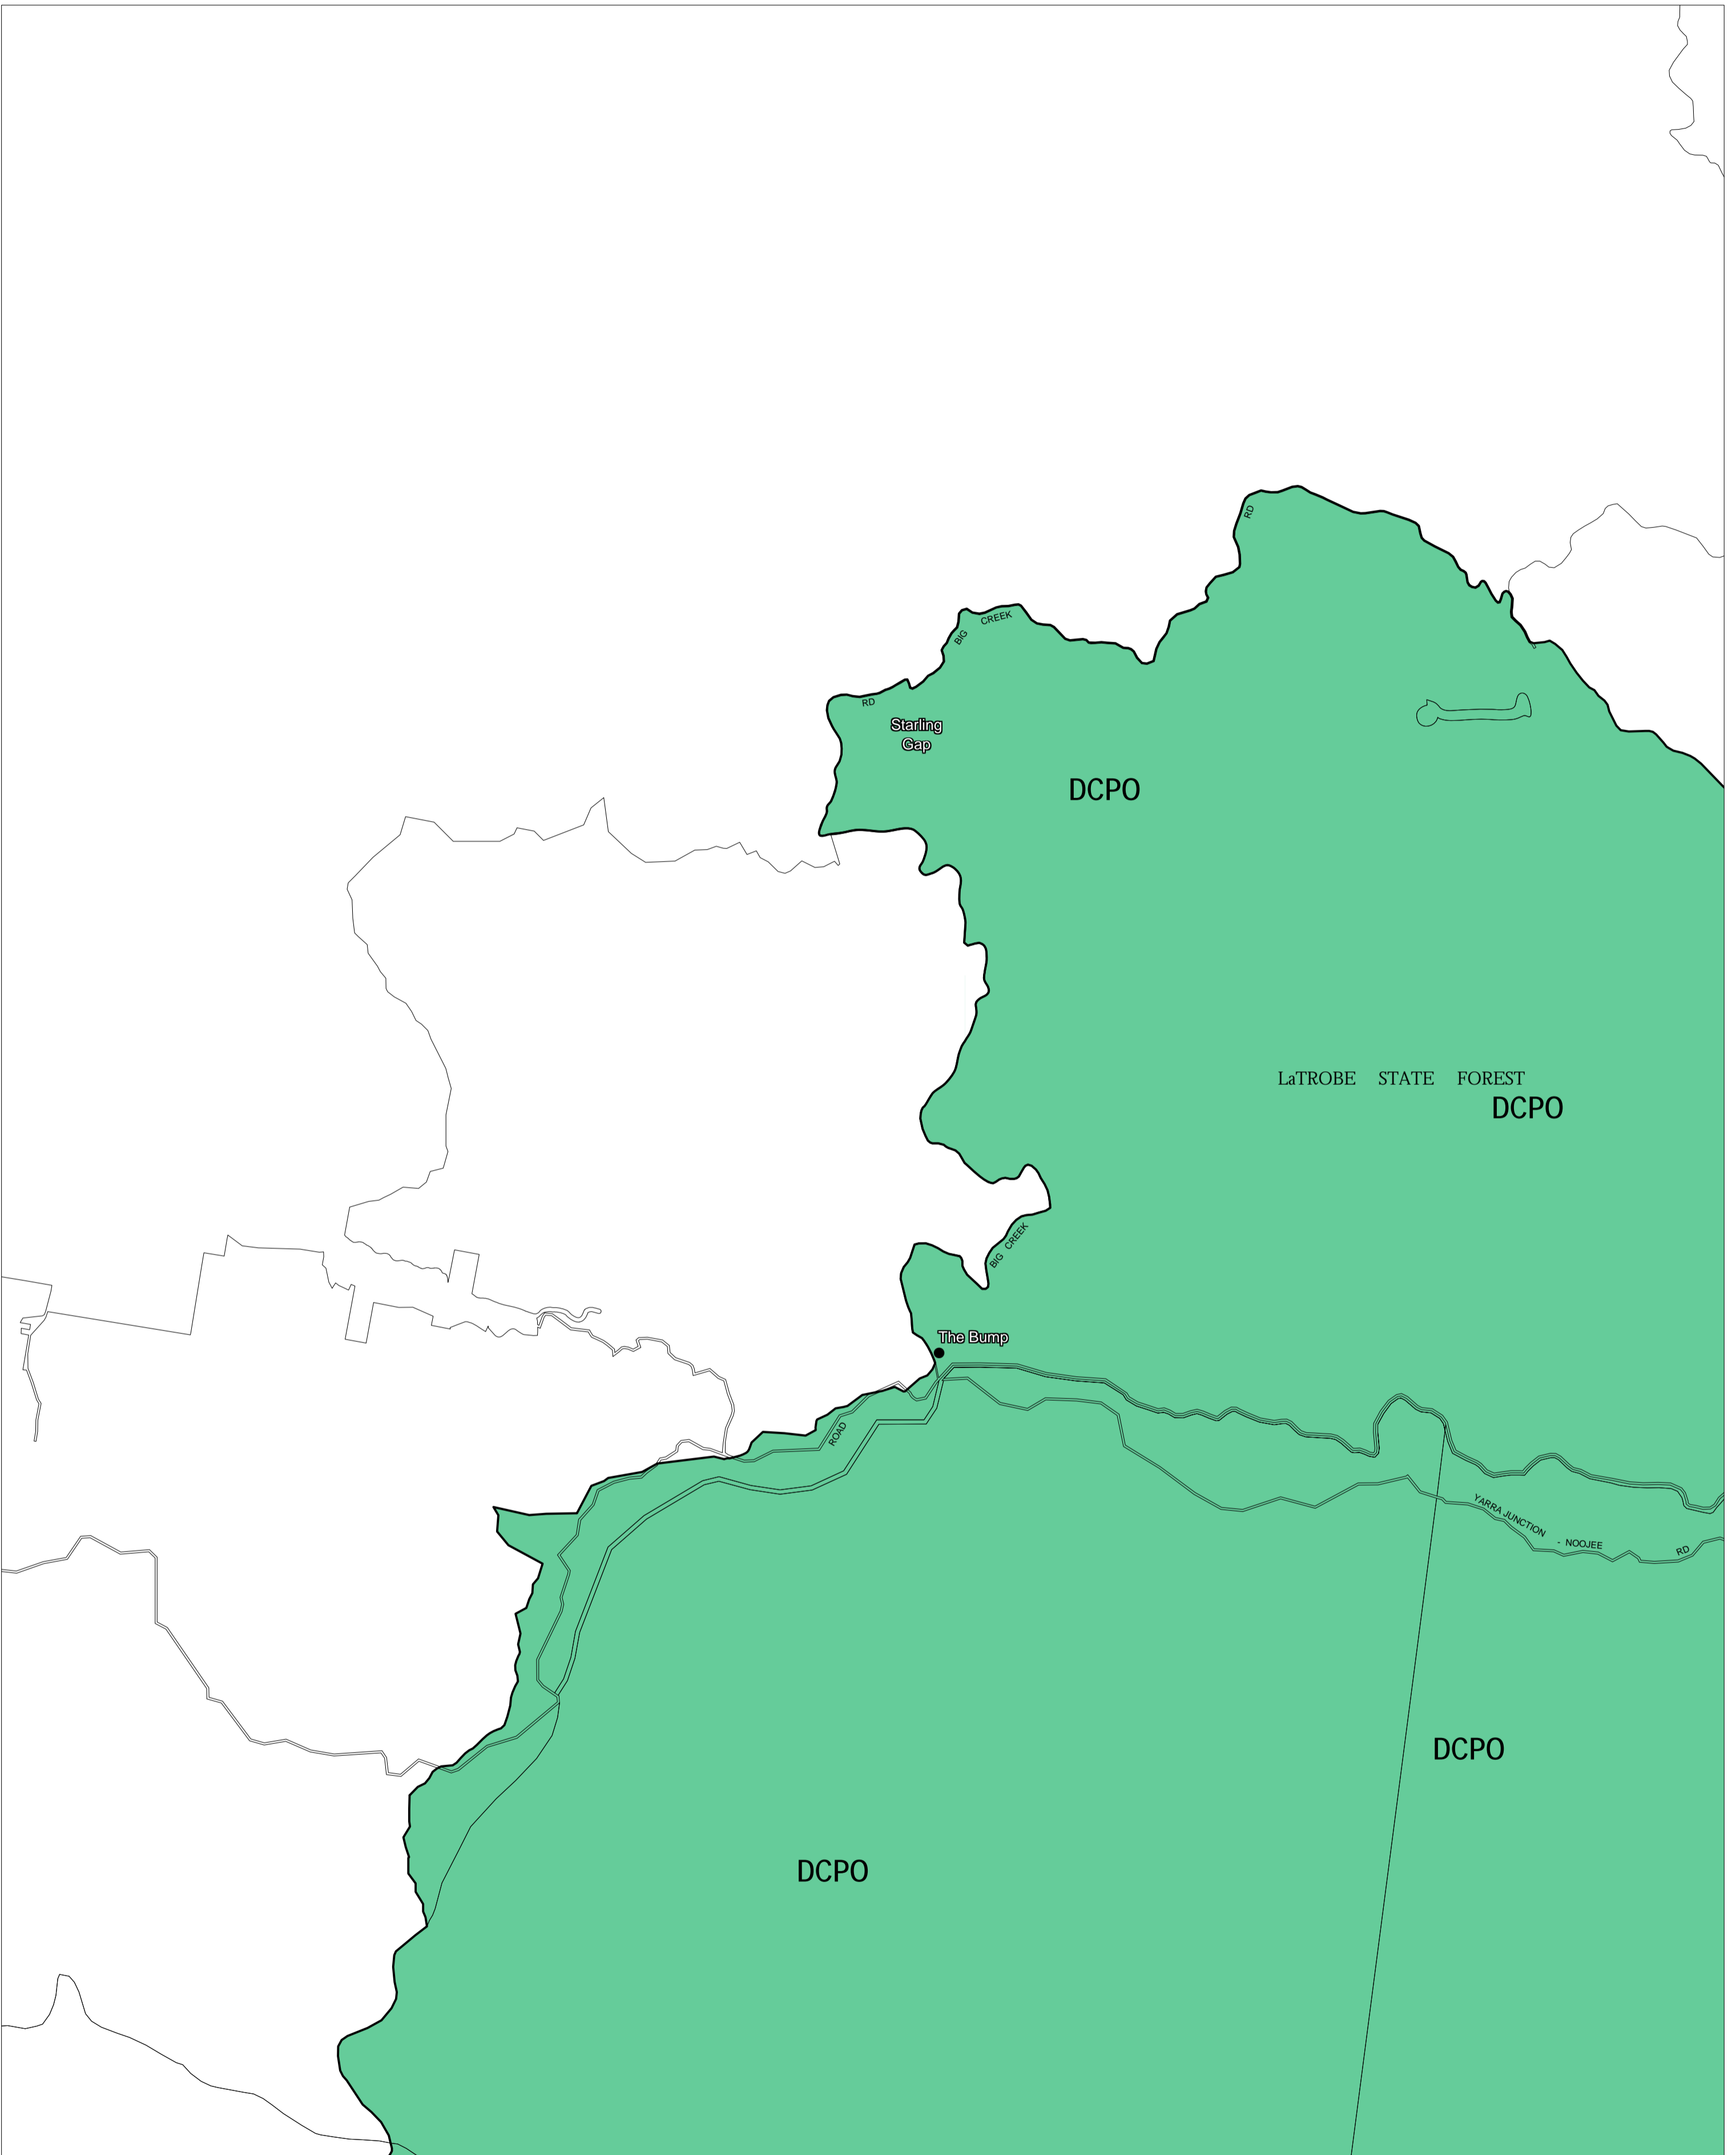 RD
BIG CREEK
RD
Starling
Gap
DCPO
LaTROBE STATE FOREST
DCPO
BIG CREEK
The Bump
ROAD
YARRA JUNCTION - NOOJEE RD
DCPO
DCPO